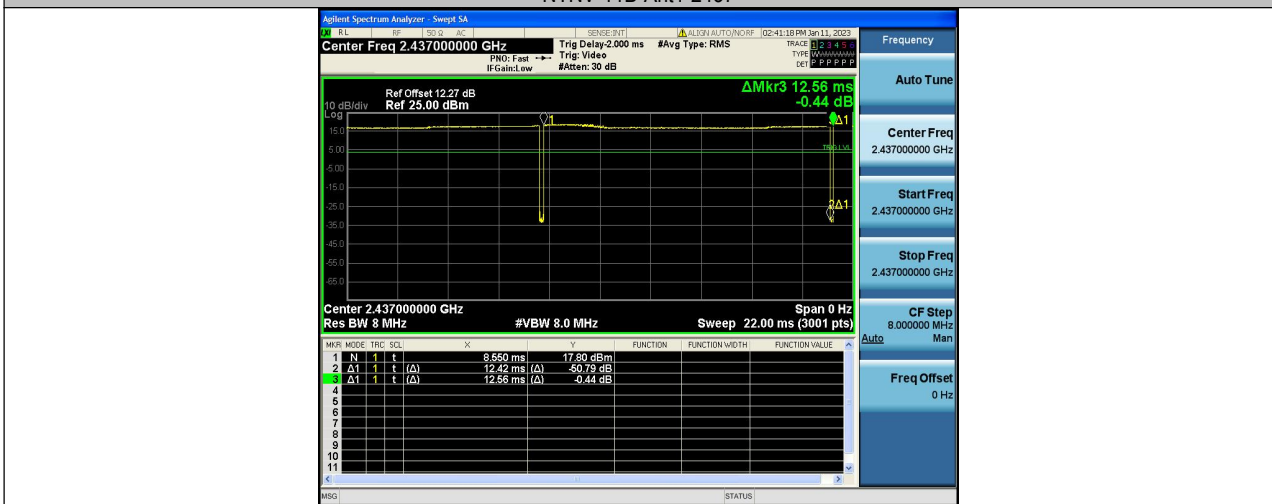 Agilent Spectrum Analyzer - Swept SA
RL RF 50 Ω AC SENSE:INT ALIGN AUTO/NORF 02:41:18 PM Jan 11, 2023
Center Freq 2.437000000 GHz
PNO: Fast
IFGain:Low
Trig Delay-2.000 ms
Trig: Video
#Atten: 30 dB
#Avg Type: RMS
TRACE 1 2 3 4 5 6
TYPE
DET P P P P P P
Frequency
Auto Tune
Center Freq
2.437000000 GHz
Start Freq
2.437000000 GHz
Stop Freq
2.437000000 GHz
CF Step
8.000000 MHz
Auto Man
Freq Offset
0 Hz
Ref Offset 12.27 dB
10 dB/div Ref 25.00 dBm
Log
ΔMkr3 12.56 ms
-0.44 dB
1
3Δ1
15.0
5.00
TRIG LVL
-5.00
-15.0
-25.0
2Δ1
-35.0
-45.0
-55.0
-65.0
Center 2.437000000 GHz Span 0 Hz
Res BW 8 MHz #VBW 8.0 MHz Sweep 22.00 ms (3001 pts)
MKR MODE TRC SCL X Y FUNCTION FUNCTION WIDTH FUNCTION VALUE
1 N 1 t 8.550 ms 17.80 dBm
2 Δ1 1 t (Δ) 12.42 ms (Δ) -50.79 dB
3 Δ1 1 t (Δ) 12.56 ms (Δ) -0.44 dB
4
5
6
7
8
9
10
11
MSG STATUS